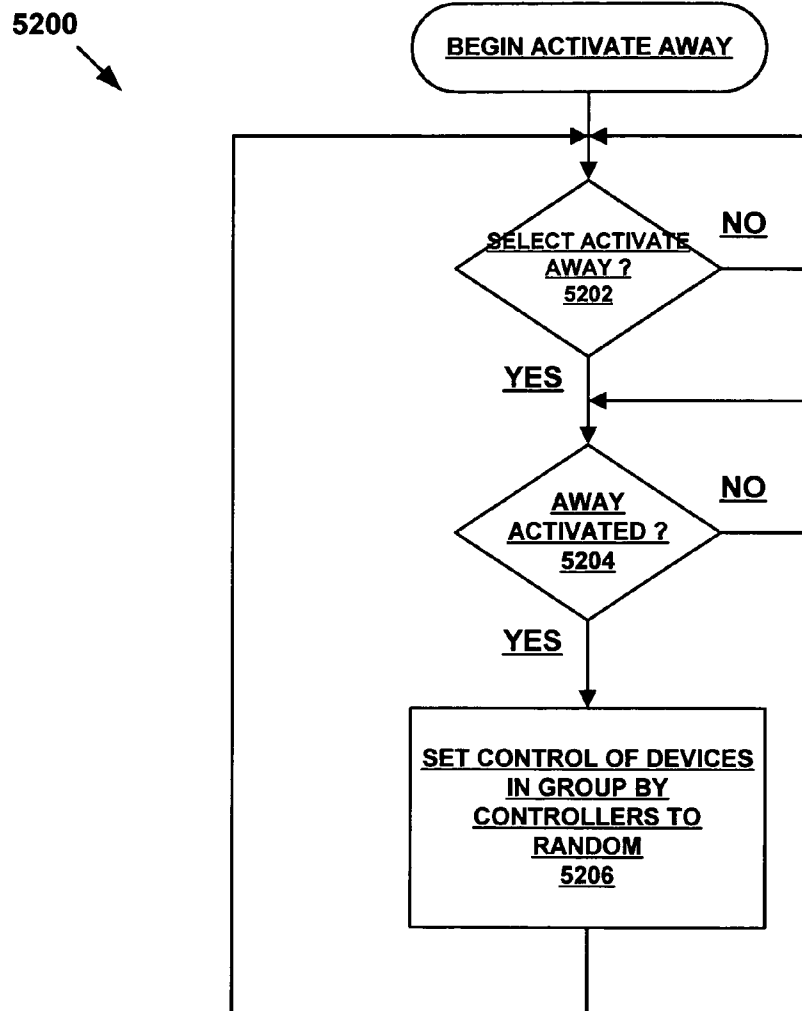 5200
BEGIN ACTIVATE AWAY
SELECT ACTIVATE
AWAY ?
5202
NO
YES
AWAY
ACTIVATED ?
5204
NO
YES
SET CONTROL OF DEVICES
IN GROUP BY
CONTROLLERS TO
RANDOM
5206